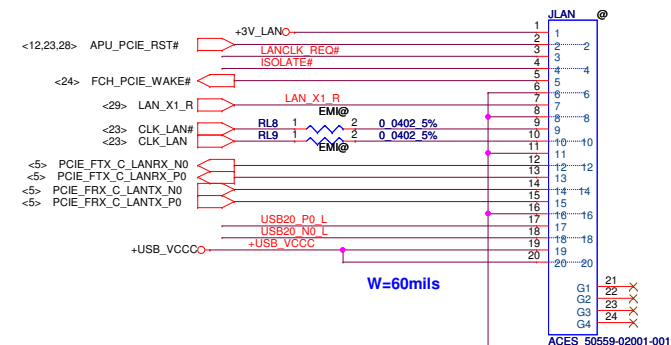 JLAN @
+3V_LAN 1 1
<12,23,28> APU_PCIE_RST# 2 2 2
LANCLK_REQ# 3 3
ISOLATE# 4 4 4
<24> FCH_PCIE_WAKE# 5 5
6 6 6
<29> LAN_X1_R LAN_X1_R 7 7
EMI@ 8 8 8
<23> CLK_LAN# RL8 1 2 0_0402_5% 9 9
<23> CLK_LAN RL9 1 2 0_0402_5% 10 10 10
EMI@ 11 11
<5> PCIE_FTX_C_LANRX_N0 12 12 12
<5> PCIE_FTX_C_LANRX_P0 13 13
<5> PCIE_FRX_C_LANTX_N0 14 14 14
<5> PCIE_FRX_C_LANTX_P0 15 15
16 16 16
USB20_P0_L 17 17
USB20_N0_L 18 18 18
+USB_VCCC +USB_VCCC 19 19
20 20 20
W=60mils
G1 21
G2 22
G3 23
G4 24
ACES_50559-02001-001